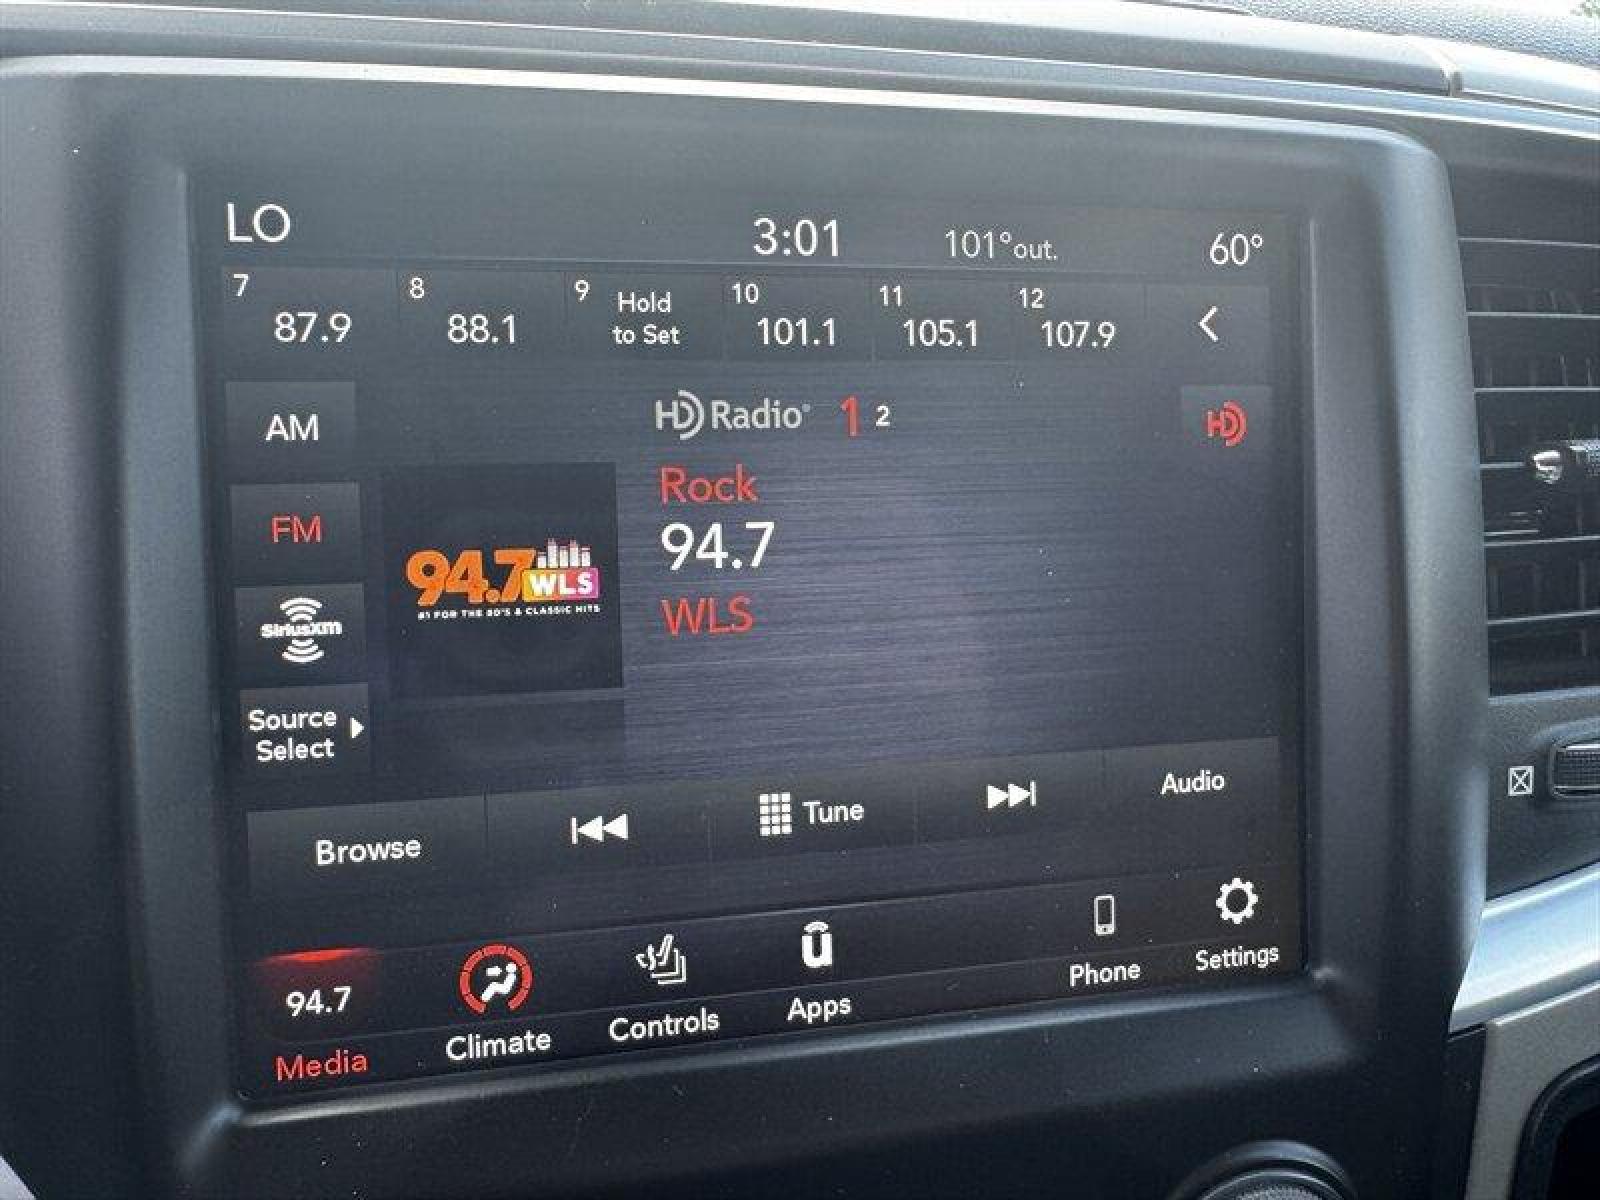 LO 3:01 101°out. 60°
7 8 9 10 11 12
87.9 88.1 Hold to Set 101.1 105.1 107.9
AM
HD Radio® 1 2
HD
Rock
FM
94.7
94.7 WLS
#1 FOR THE 80'S & CLASSIC HITS
WLS
SiriusXM
Source
Select
Browse Tune Audio
94.7
Media Climate Controls Apps Phone Settings